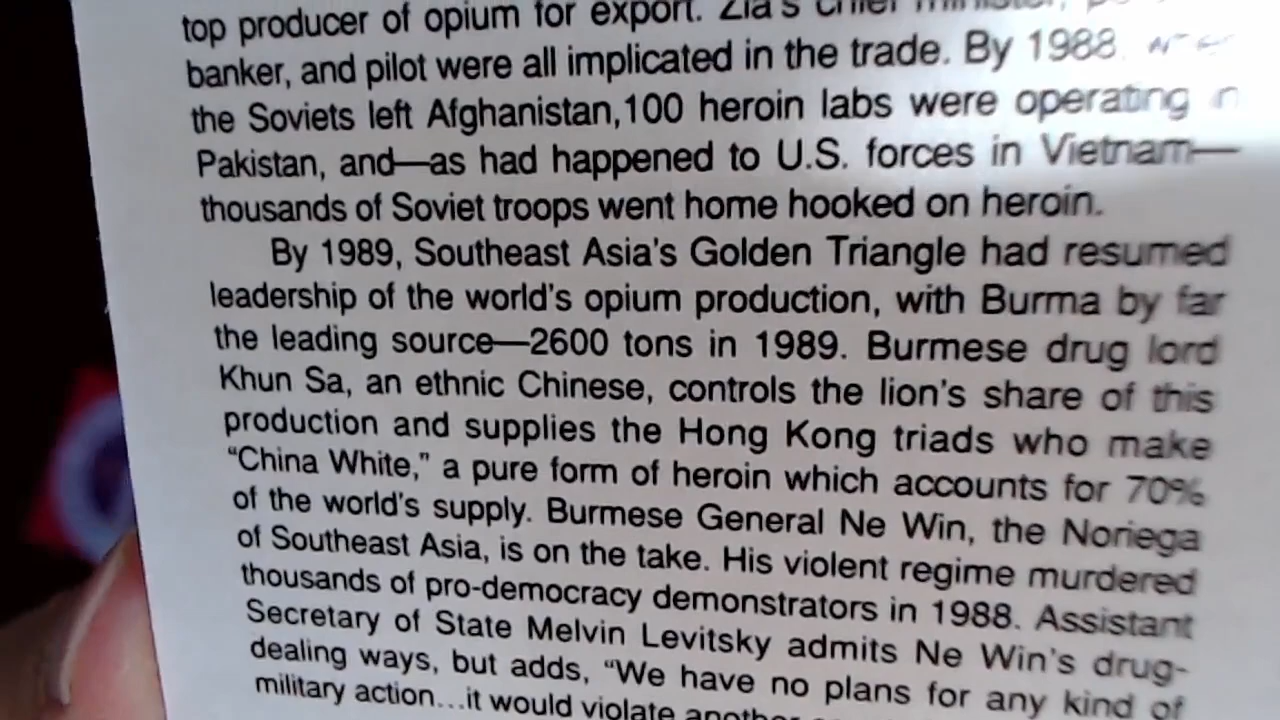 top producer of opium for export. Zia's chief minister,
banker, and pilot were all implicated in the trade. By 1988,
the Soviets left Afghanistan,100 heroin labs were operating in
Pakistan, and—as had happened to U.S. forces in Vietnam—
thousands of Soviet troops went home hooked on heroin.
By 1989, Southeast Asia's Golden Triangle had resumed
leadership of the world's opium production, with Burma by far
the leading source—2600 tons in 1989. Burmese drug lord
Khun Sa, an ethnic Chinese, controls the lion's share of this
production and supplies the Hong Kong triads who make
“China White,” a pure form of heroin which accounts for 70%
of the world's supply. Burmese General Ne Win, the Noriega
of Southeast Asia, is on the take. His violent regime murdered
thousands of pro-democracy demonstrators in 1988. Assistant
Secretary of State Melvin Levitsky admits Ne Win's drug-
dealing ways, but adds, “We have no plans for any kind of
military action...it would violate another